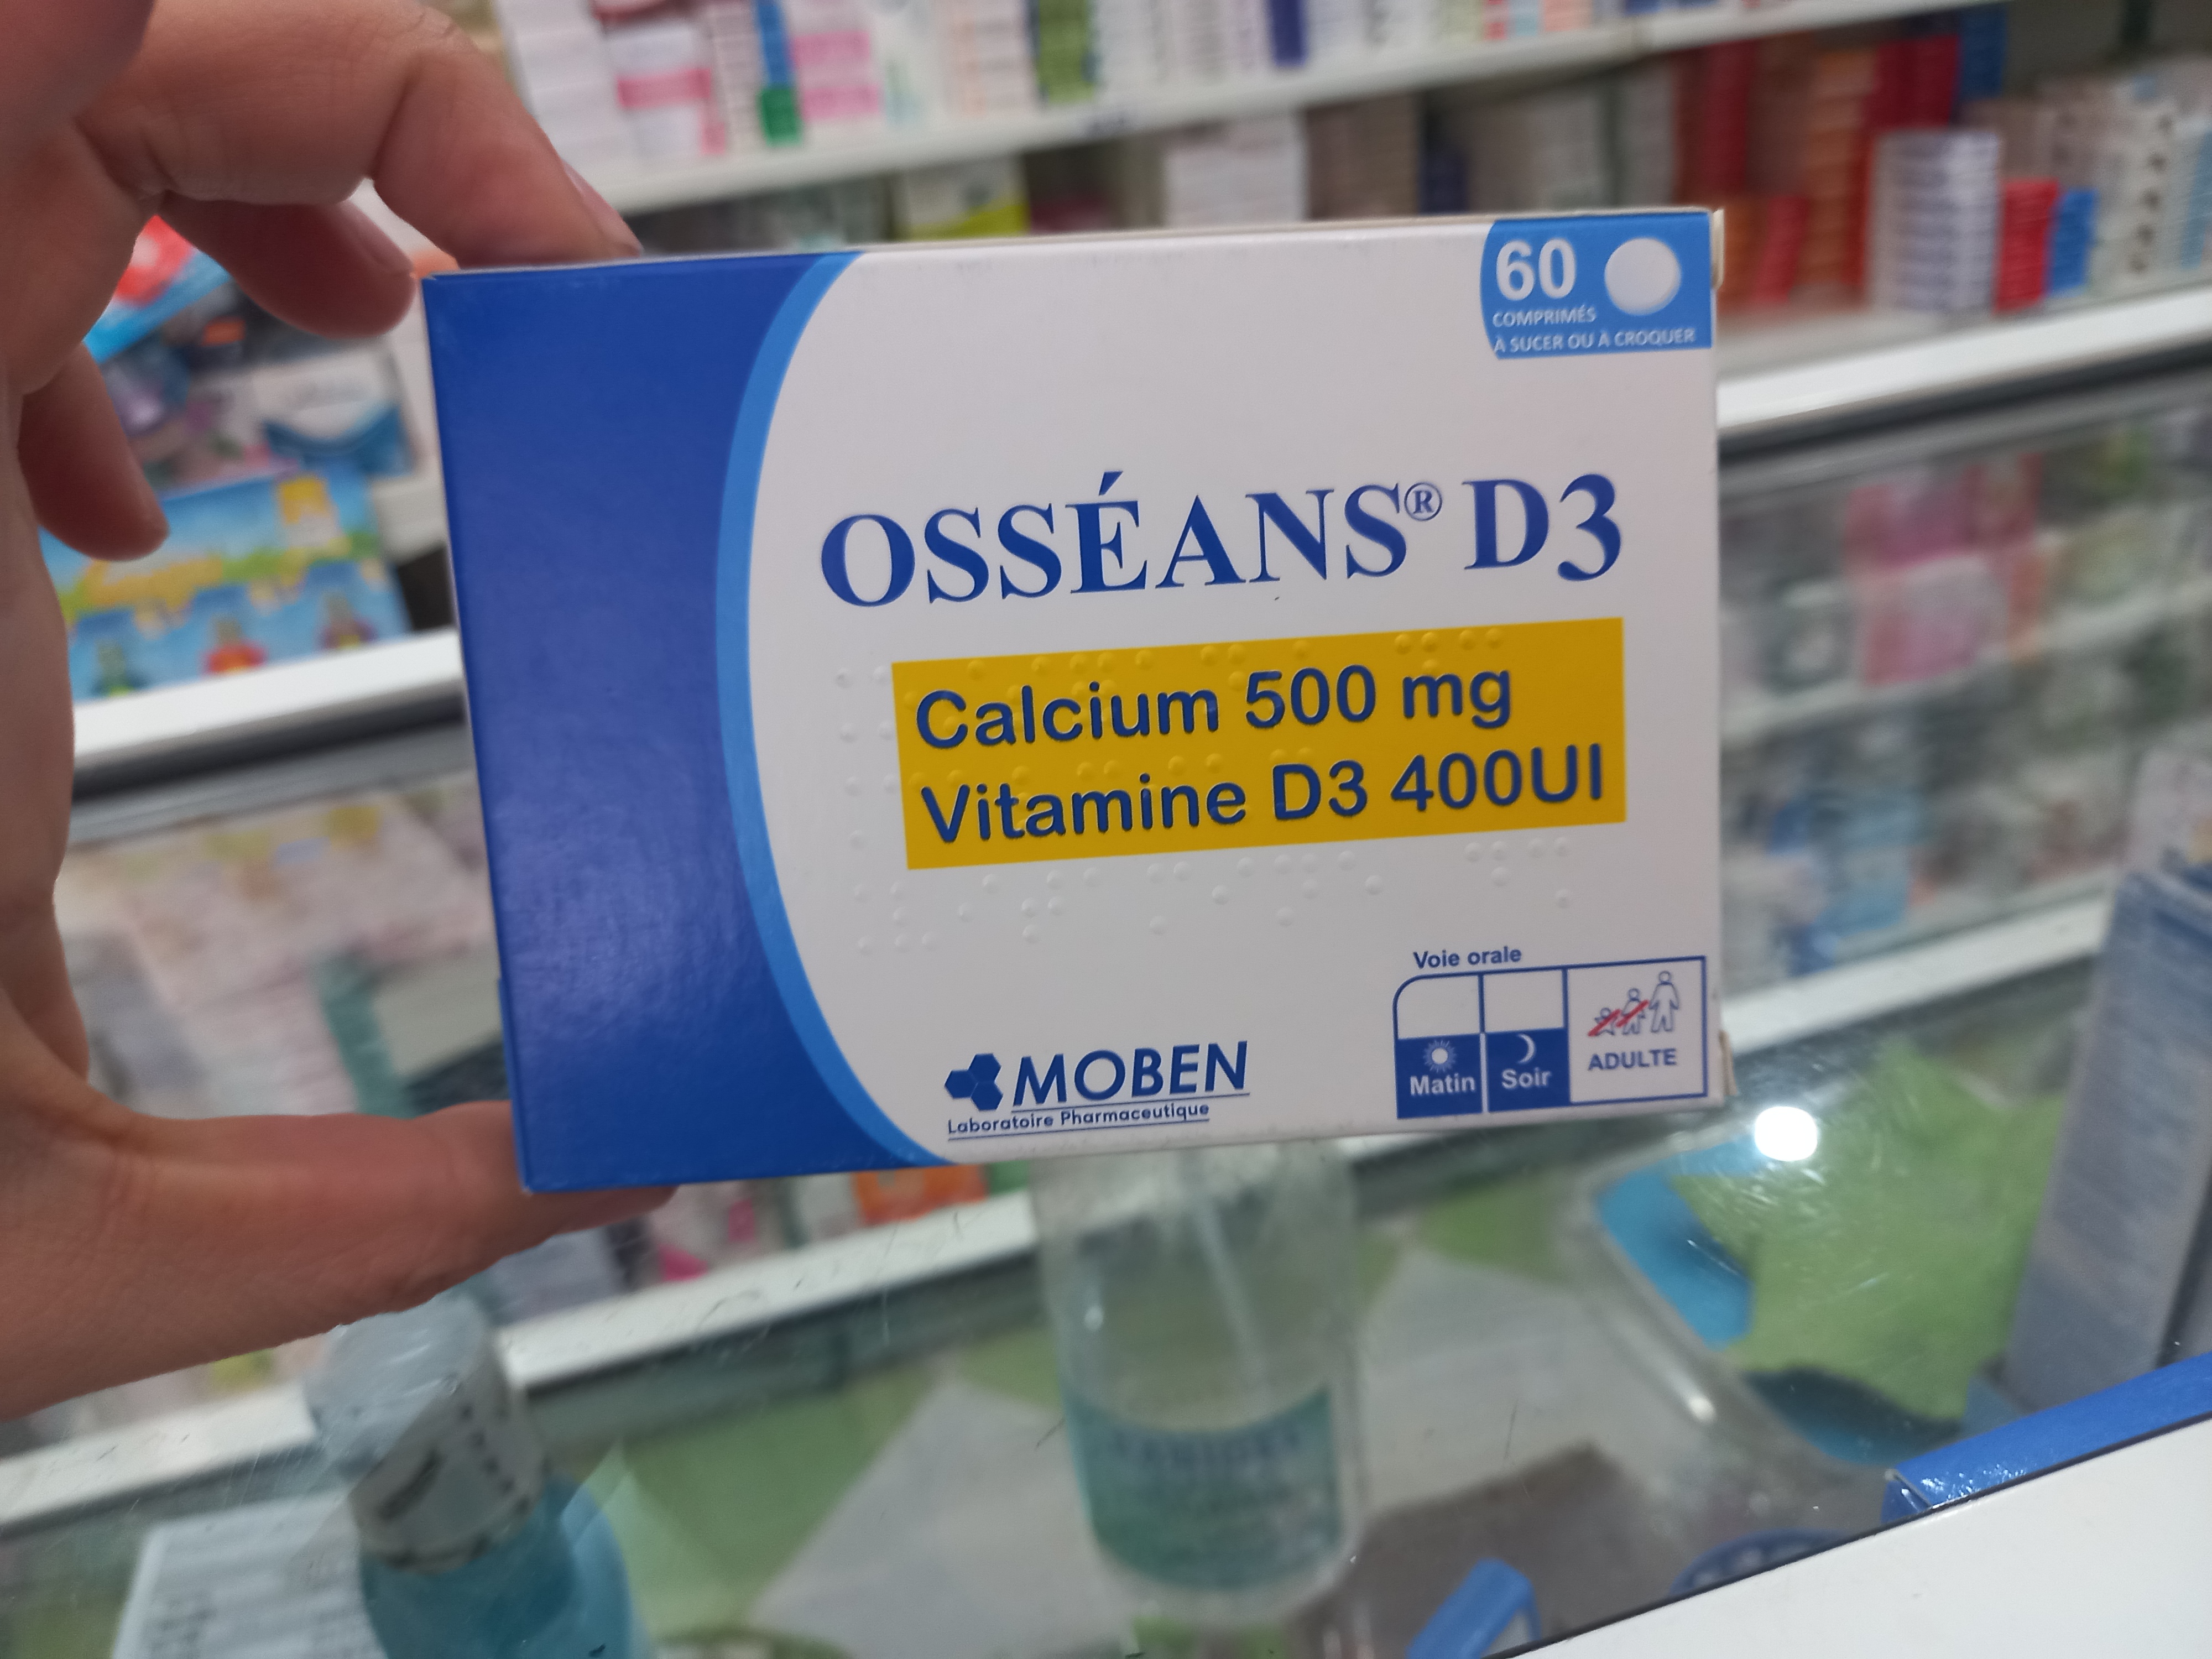 60
COMPRIMÉS
À SUCER OU À CROQUER
OSSÉANS® D3
Calcium 500 mg
Vitamine D3 400UI
Voie orale
Matin
Soir
ADULTE
MOBEN
Laboratoire Pharmaceutique